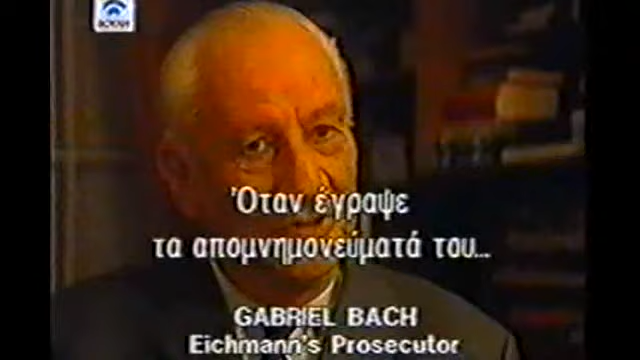 Όταν έγραψε
τα απομνημονεύματά του...
GABRIEL BACH
Eichmann's Prosecutor